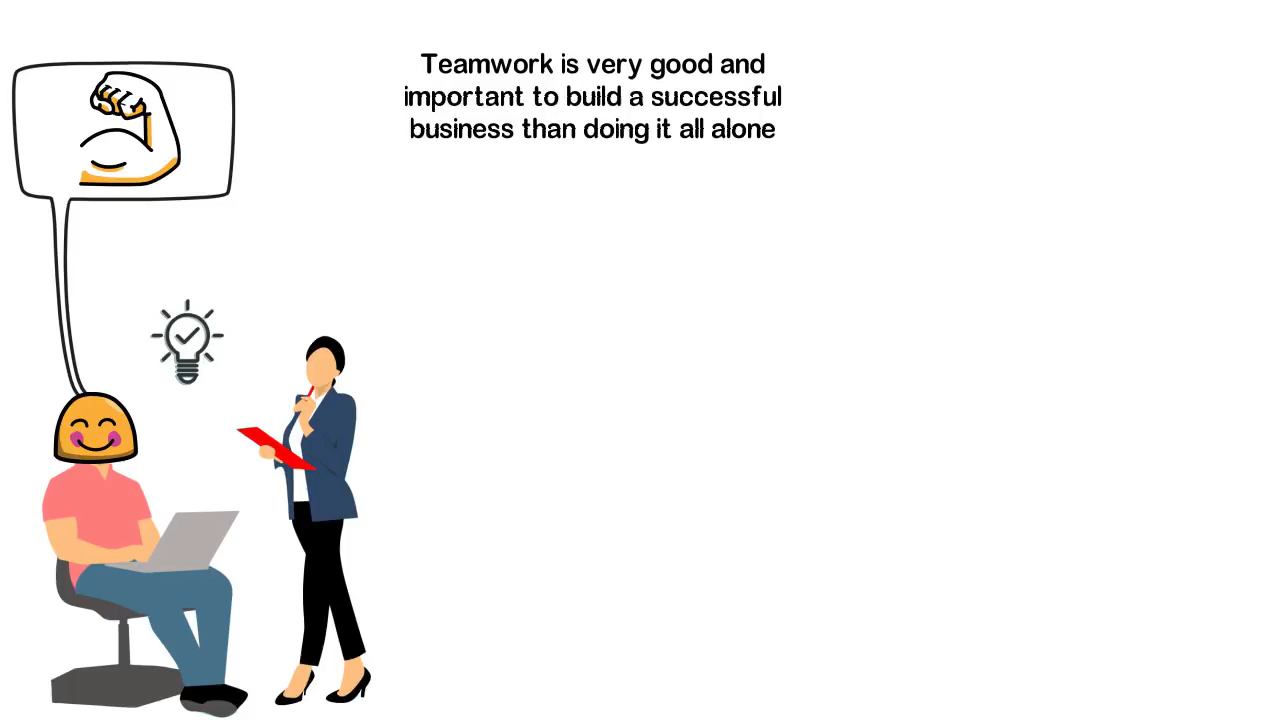 Teamwork is very good and
important to build a successful
business than doing it all alone